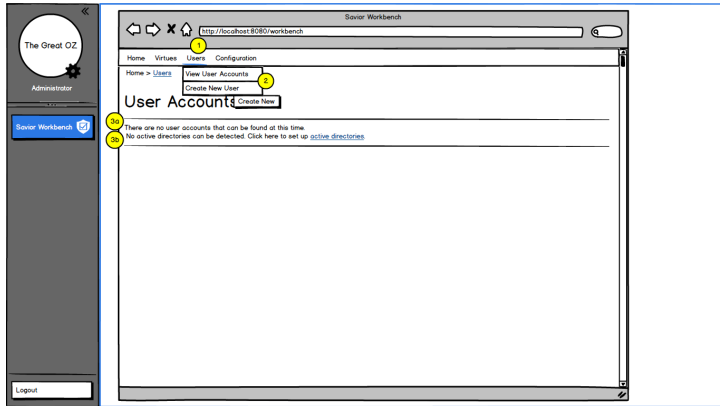 The Great OZ
Administrator
Savior Workbench
Logout
Savior Workbench
http://localhost:8080/workbench
1
Home Virtues Users Configuration
Home > Users
View User Accounts
2
Create New User
User Accounts
Create New
3a
There are no user accounts that can be found at this time.
3b
No active directories can be detected. Click here to set up active directories.